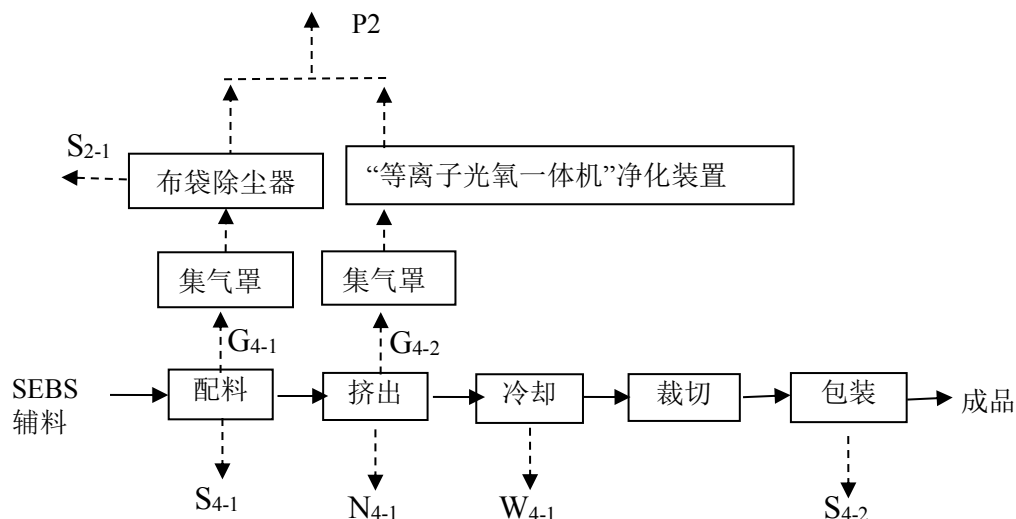 P2
S2-1
布袋除尘器
“等离子光氧一体机”净化装置
集气罩
集气罩
G4-1
G4-2
SEBS
辅料
配料
挤出
冷却
裁切
包装
成品
S4-1
N4-1
W4-1
S4-2